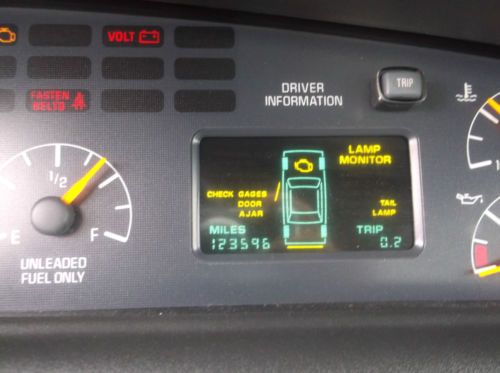 VOLT
FASTEN
BELTS
DRIVER
INFORMATION
TRIP
1/2
E
F
UNLEADED
FUEL ONLY
LAMP
MONITOR
CHECK GAGES
DOOR
AJAR
TAIL
LAMP
MILES
TRIP
123596
0.2